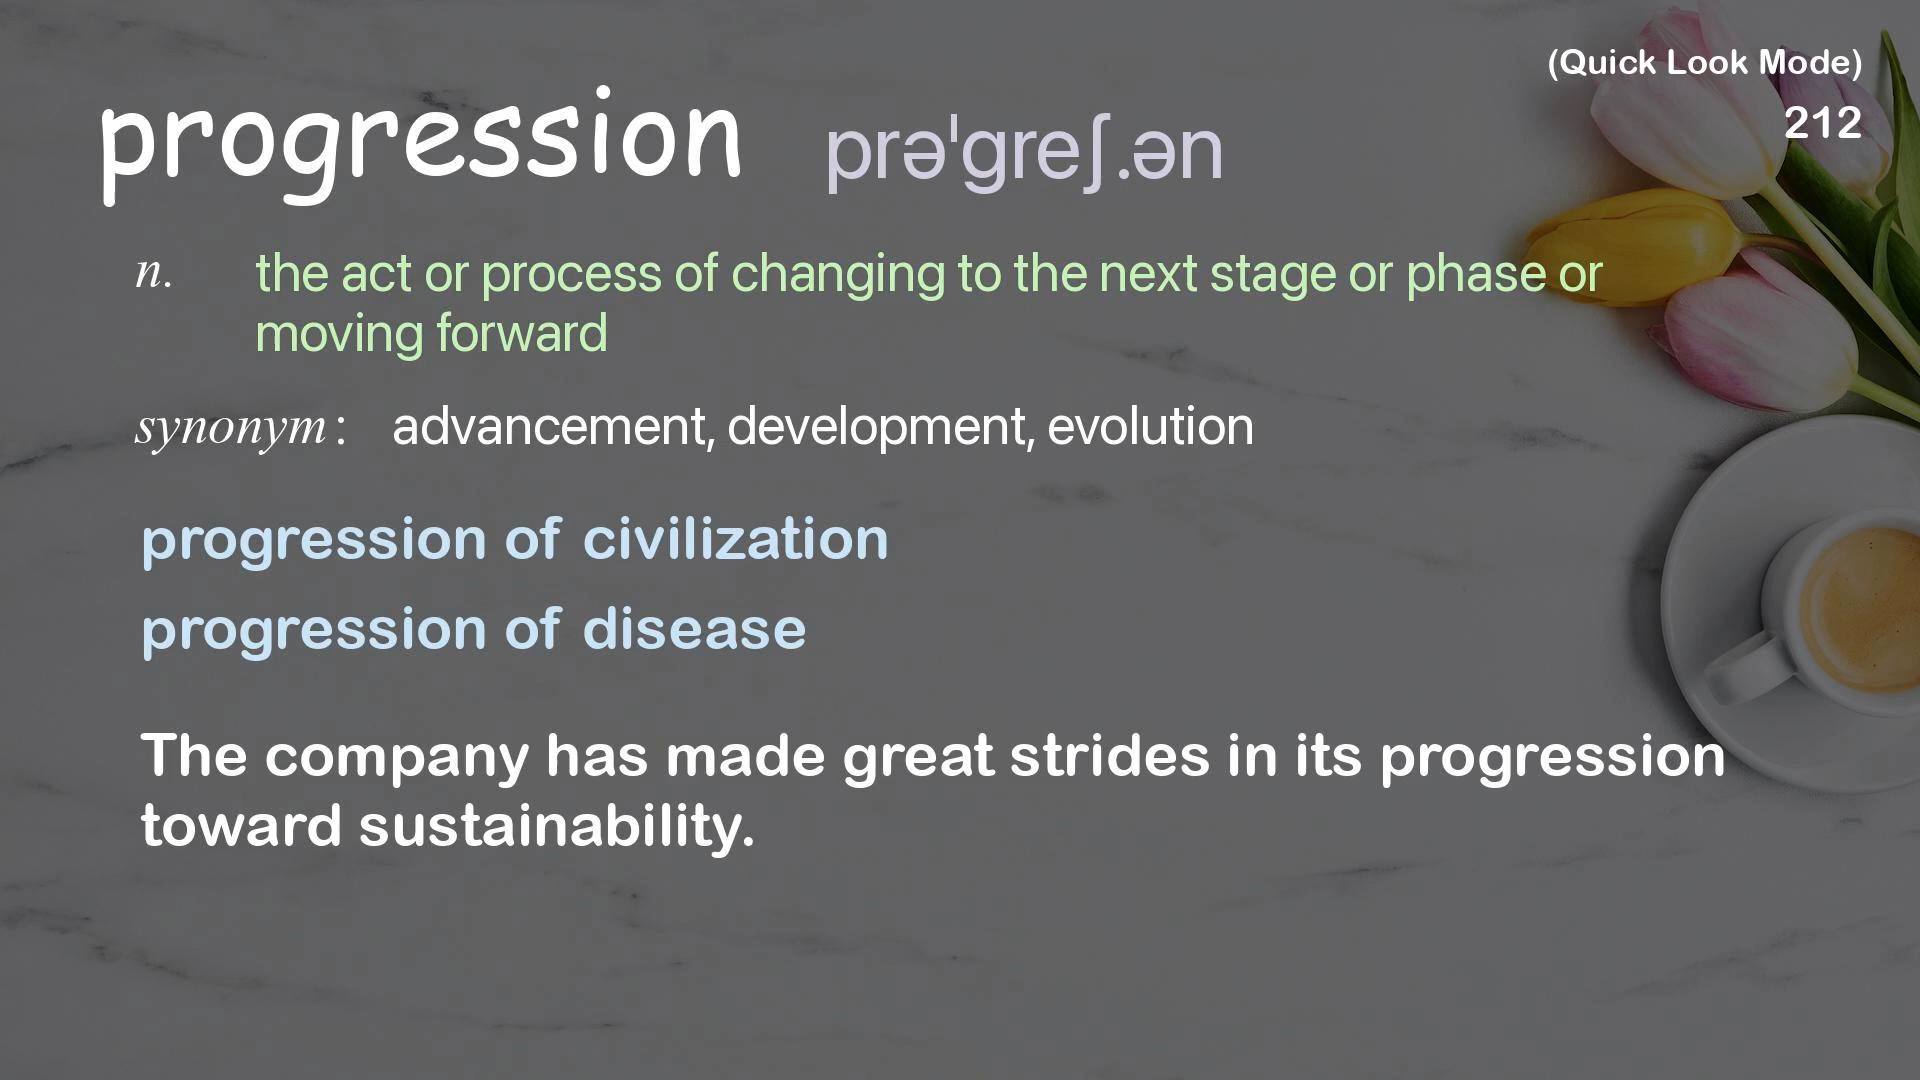 (Quick Look Mode)
212
progression prəˈgreʃ.ən
n. the act or process of changing to the next stage or phase or
moving forward
synonym : advancement, development, evolution
progression of civilization
progression of disease
The company has made great strides in its progression
toward sustainability.